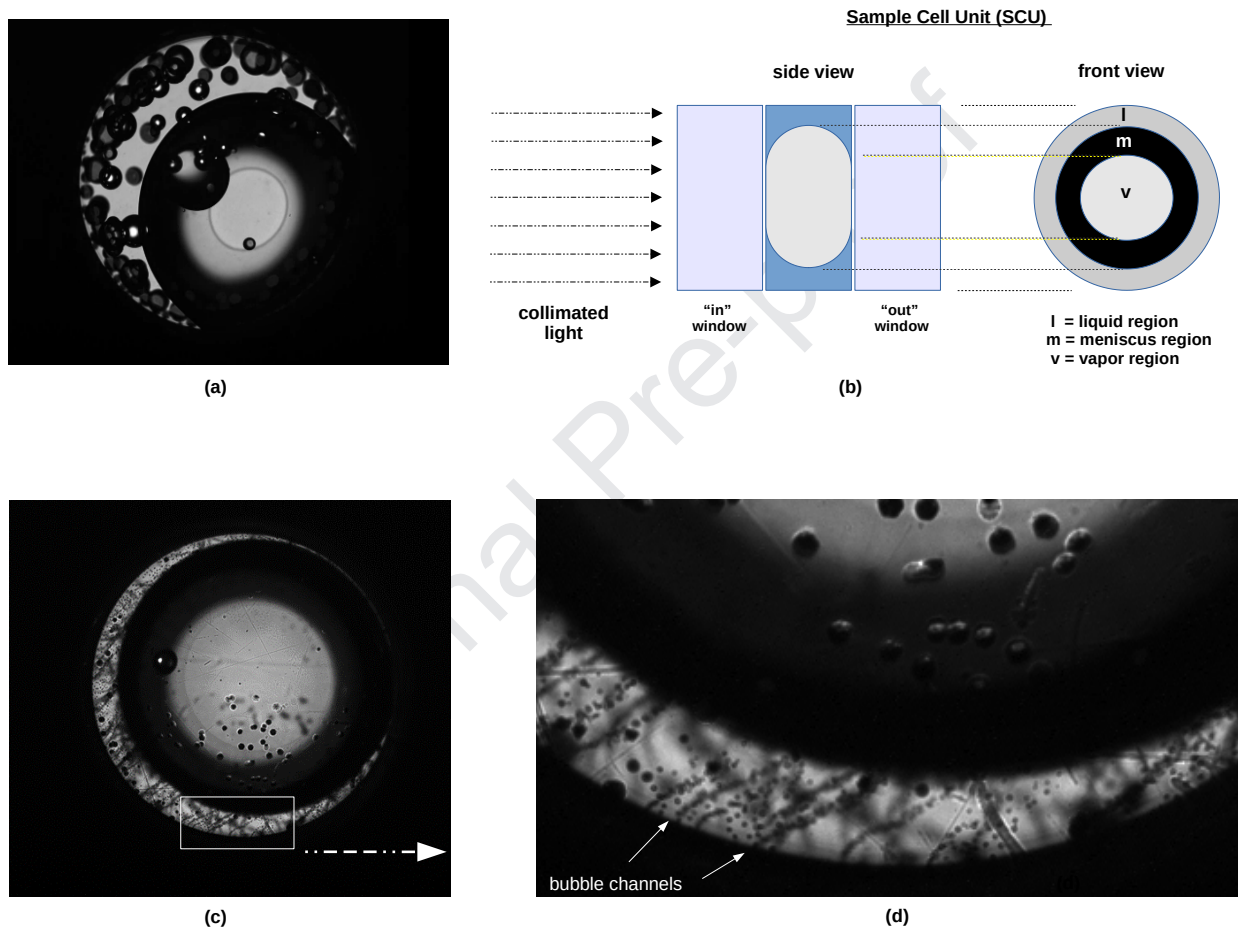 Sample Cell Unit (SCU)
side view
front view
l
m
v
collimated
light
“in”
window
“out”
window
l = liquid region
m = meniscus region
v = vapor region
(a)
(b)
bubble channels
(d)
(c)
(d)